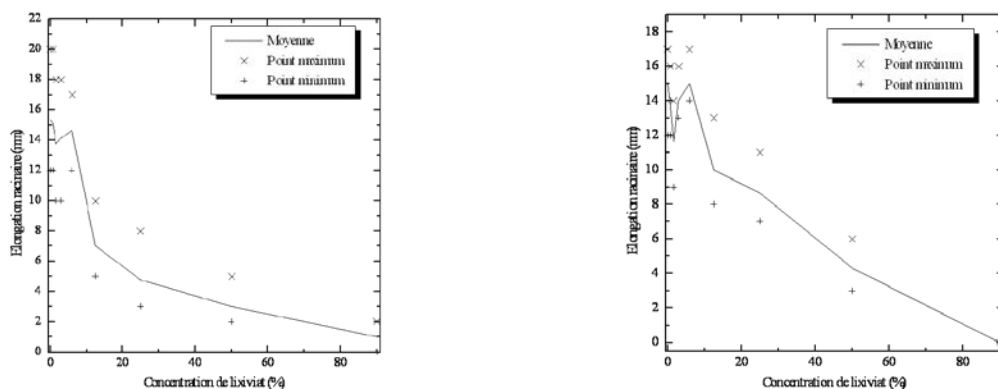 22
20
18
16
14
12
10
8
6
4
2
0
Elongation racinaire (mm)
Moyenne
Point maximum
Point minimum
0 20 40 60 80
Concentration de lixiviat (%)
18
16
14
12
10
8
6
4
2
0
Elongation racinaire (mm)
Moyenne
Point maximum
Point minimum
0 20 40 60 80
Concentration de lixiviat (%)